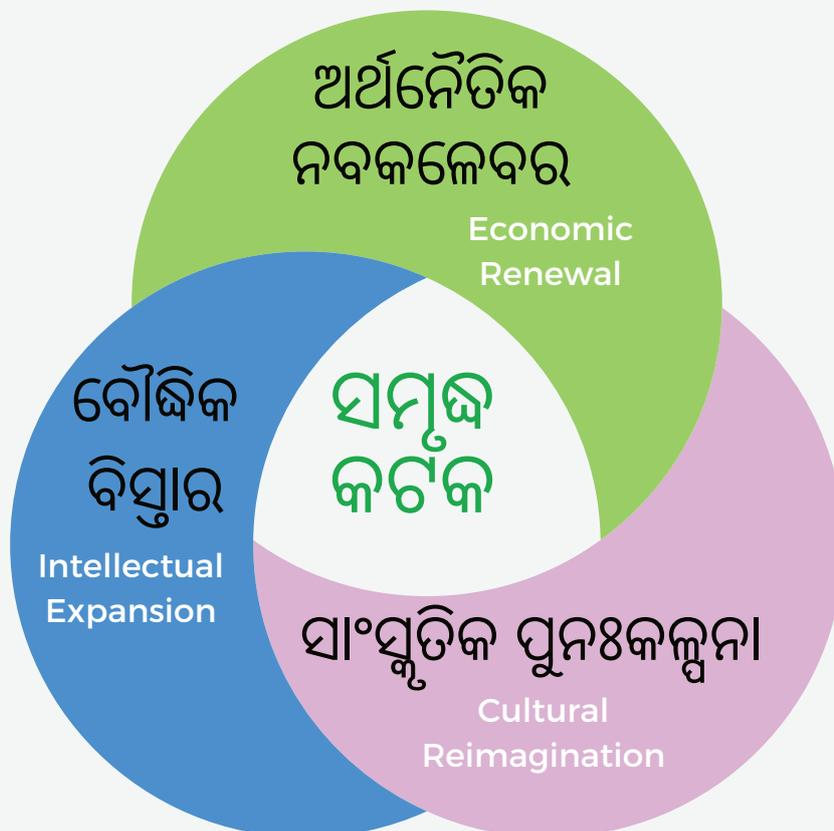 ଅର୍ଥନୈତିକ
ନବକଳେବର
Economic
Renewal
ବୌଦ୍ଧିକ
ବିସ୍ତାର
Intellectual
Expansion
ସମୃଦ୍ଧ
କଟକ
ସାଂସ୍କୃତିକ ପୁନଃକଳ୍ପନା
Cultural
Reimagination